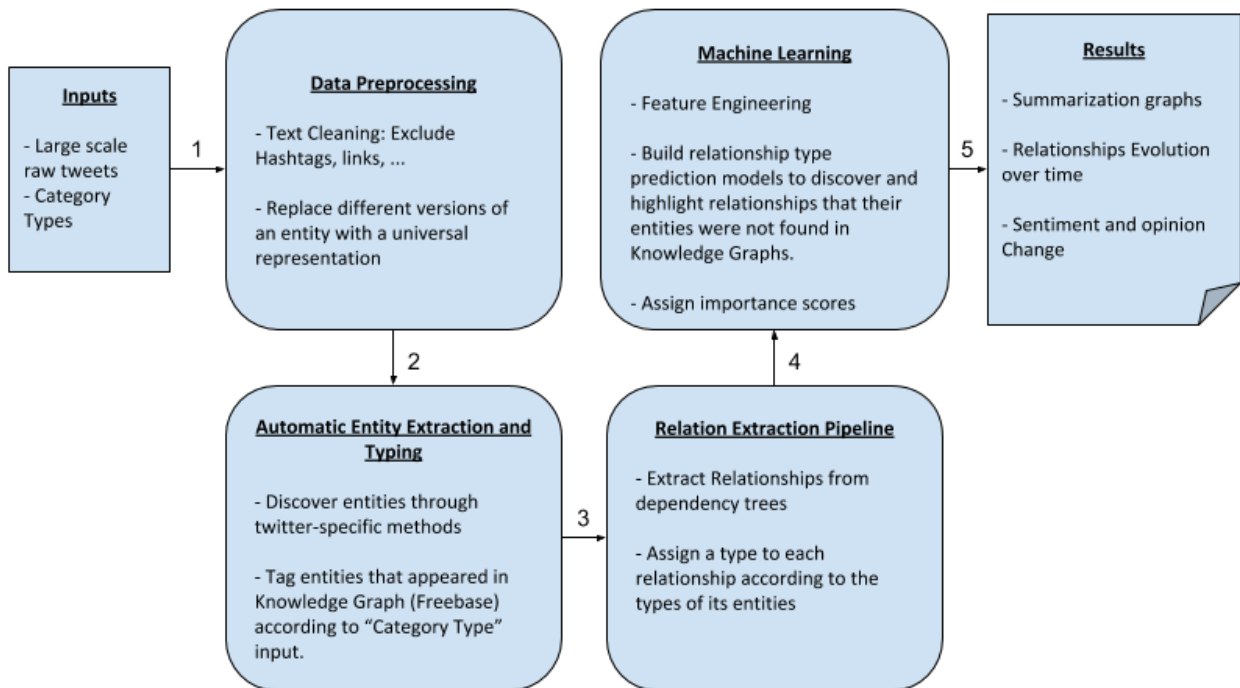 Inputs
- Large scale
raw tweets
- Category
Types
1
Data Preprocessing
- Text Cleaning: Exclude
Hashtags, links, ...
- Replace different versions of
an entity with a universal
representation
2
Automatic Entity Extraction and
Typing
- Discover entities through
twitter-specific methods
- Tag entities that appeared in
Knowledge Graph (Freebase)
according to “Category Type”
input.
3
Relation Extraction Pipeline
- Extract Relationships from
dependency trees
- Assign a type to each
relationship according to the
types of its entities
4
Machine Learning
- Feature Engineering
- Build relationship type
prediction models to discover and
highlight relationships that their
entities were not found in
Knowledge Graphs.
- Assign importance scores
5
Results
- Summarization graphs
- Relationships Evolution
over time
- Sentiment and opinion
Change